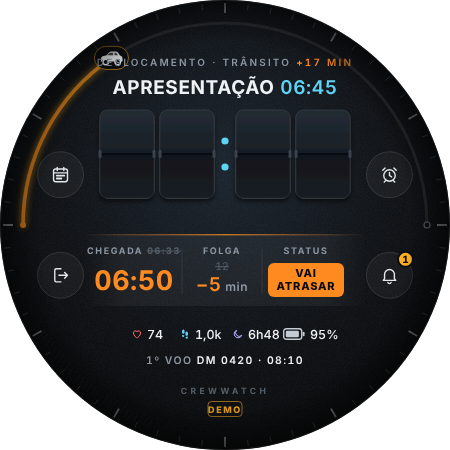 DESLOCAMENTO · TRÂNSITO +17 MIN
APRESENTAÇÃO 06:45
CHEGADA 06:33
FOLGA
STATUS
12
06:50
−5 min
VAI ATRASAR
1
74
1,0k
6h48
95%
1º VOO DM 0420 · 08:10
CREWWATCH
DEMO